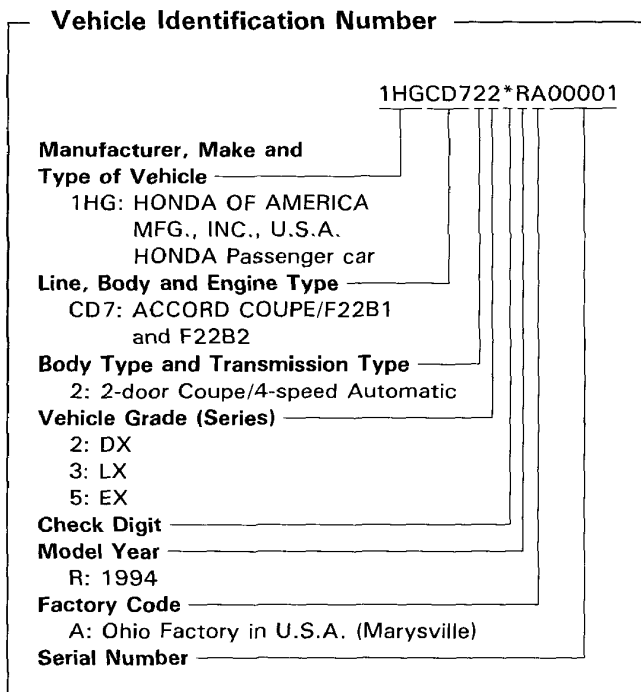 Vehicle Identification Number
1HGCD722*RA00001
Manufacturer, Make and
Type of Vehicle
1HG: HONDA OF AMERICA
MFG., INC., U.S.A.
HONDA Passenger car
Line, Body and Engine Type
CD7: ACCORD COUPE/F22B1
and F22B2
Body Type and Transmission Type
2: 2-door Coupe/4-speed Automatic
Vehicle Grade (Series)
2: DX
3: LX
5: EX
Check Digit
Model Year
R: 1994
Factory Code
A: Ohio Factory in U.S.A. (Marysville)
Serial Number